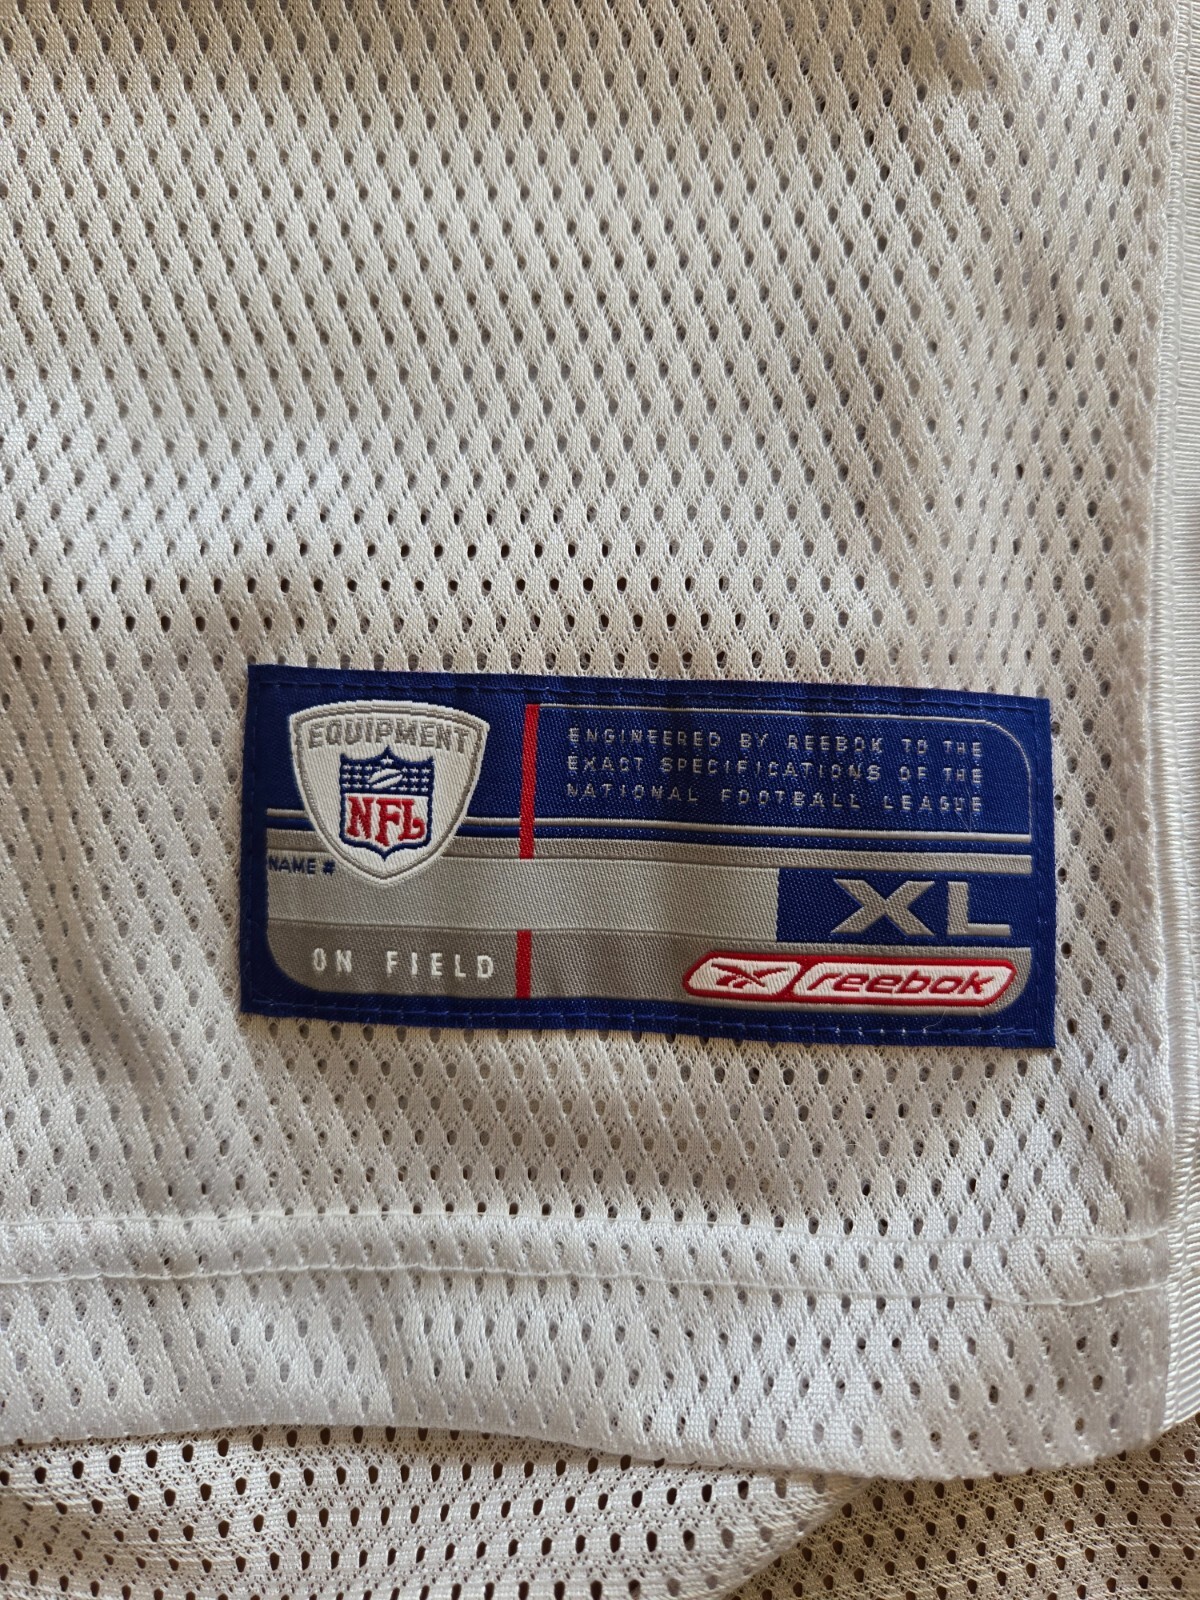 EQUIPMENT
NFL
ENGINEERED BY REEBOK TO THE
EXACT SPECIFICATIONS OF THE
NATIONAL FOOTBALL LEAGUE
NAME #
XL
ON FIELD
reebok